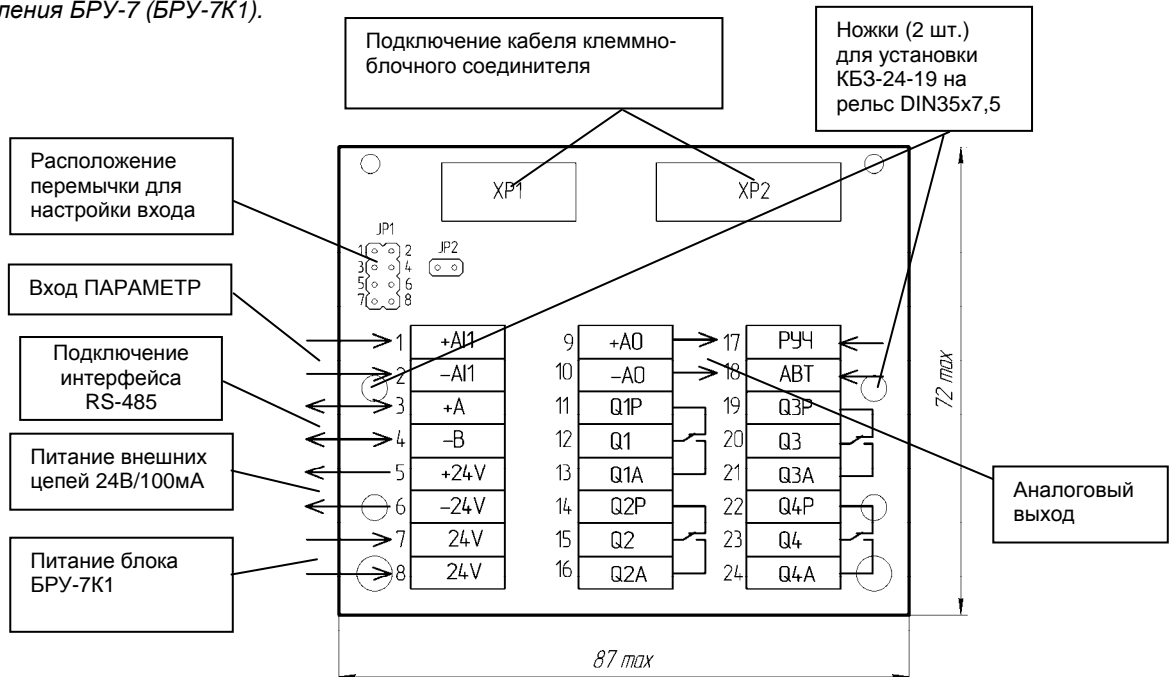 ления БРУ-7 (БРУ-7К1).
Подключение кабеля клеммно-
блочного соединителя
Ножки (2 шт.)
для установки
КБЗ-24-19 на
рельс DIN35x7,5
Расположение
перемычки для
настройки входа
XP1
XP2
JP1
JP2
1 2
3 4
5 6
7 8
Вход ПАРАМЕТР
Подключение
интерфейса
RS-485
Питание внешних
цепей 24В/100мА
Питание блока
БРУ-7К1
1 +AI1
2 –AI1
3 +A
4 –B
5 +24V
6 –24V
7 24V
8 24V
9 +AO
10 –AO
11 Q1P
12 Q1
13 Q1A
14 Q2P
15 Q2
16 Q2A
17 РУЧ
18 АВТ
19 Q3P
20 Q3
21 Q3A
22 Q4P
23 Q4
24 Q4A
72 max
Аналоговый
выход
87 max